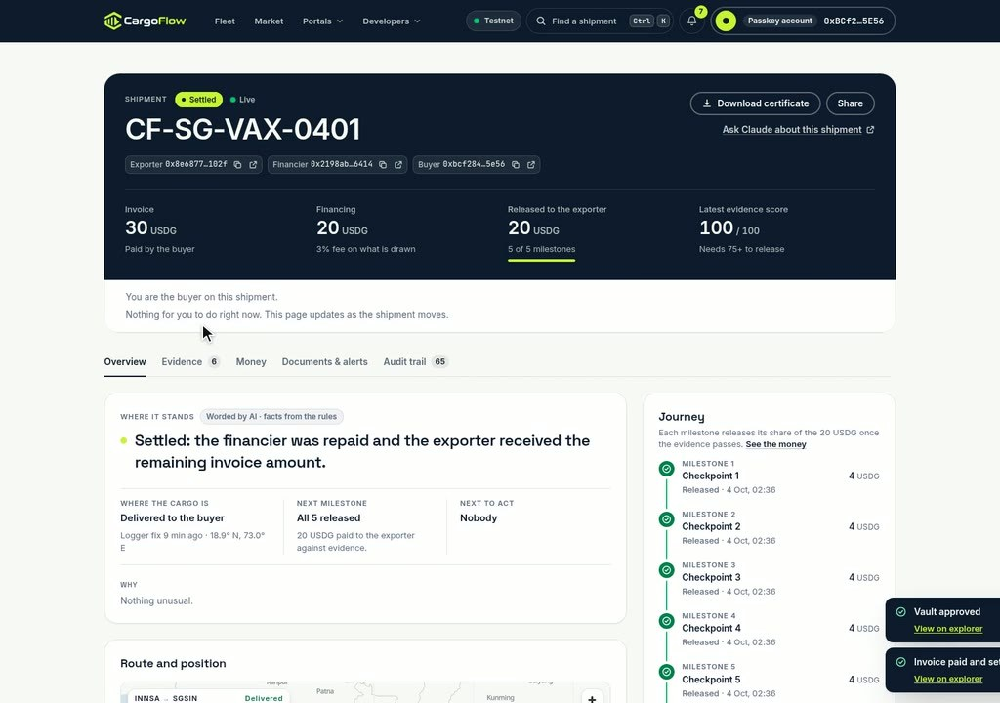 CargoFlow
Fleet
Market
Portals
Developers
Testnet
Find a shipment
Ctrl K
7
Passkey account 0xBCf2…5E56
SHIPMENT
Settled
Live
Download certificate
Share
CF-SG-VAX-0401
Ask Claude about this shipment
Exporter 0x8e6877…102f
Financier 0x2198ab…6414
Buyer 0xbcf284…5e56
Invoice
30 USDG
Paid by the buyer
Financing
20 USDG
3% fee on what is drawn
Released to the exporter
20 USDG
5 of 5 milestones
Latest evidence score
100 / 100
Needs 75+ to release
You are the buyer on this shipment.
Nothing for you to do right now. This page updates as the shipment moves.
Overview
Evidence 6
Money
Documents & alerts
Audit trail 65
WHERE IT STANDS
Worded by AI · facts from the rules
Settled: the financier was repaid and the exporter received the
remaining invoice amount.
WHERE THE CARGO IS
Delivered to the buyer
Logger fix 9 min ago · 18.9° N, 73.0°
E
NEXT MILESTONE
All 5 released
20 USDG paid to the exporter
against evidence.
NEXT TO ACT
Nobody
WHY
Nothing unusual.
Route and position
INNSA → SGSIN
Delivered
Patna
Kunming
+
Journey
Each milestone releases its share of the 20 USDG once
the evidence passes. See the money
MILESTONE 1
Checkpoint 1
4 USDG
Released · 4 Oct, 02:36
MILESTONE 2
Checkpoint 2
4 USDG
Released · 4 Oct, 02:36
MILESTONE 3
Checkpoint 3
4 USDG
Released · 4 Oct, 02:36
MILESTONE 4
Checkpoint 4
4 USDG
Released · 4 Oct, 02:36
MILESTONE 5
Checkpoint 5
4 USDG
Released · 4 Oct, 02:36
Vault approved
View on explorer
Invoice paid and set
View on explorer